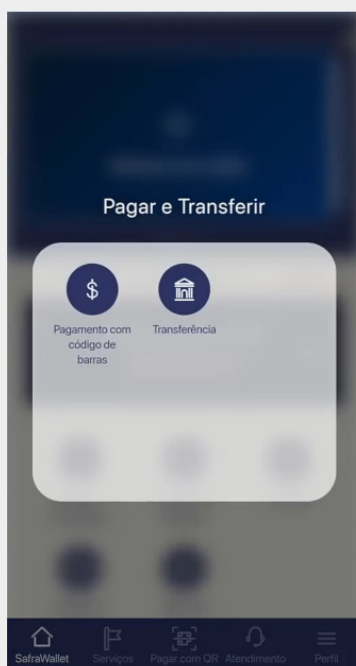 Pagar e Transferir
Pagamento com
código de
barras
Transferência
SafraWallet
Serviços
Pagar com QR
Atendimento
Perfil